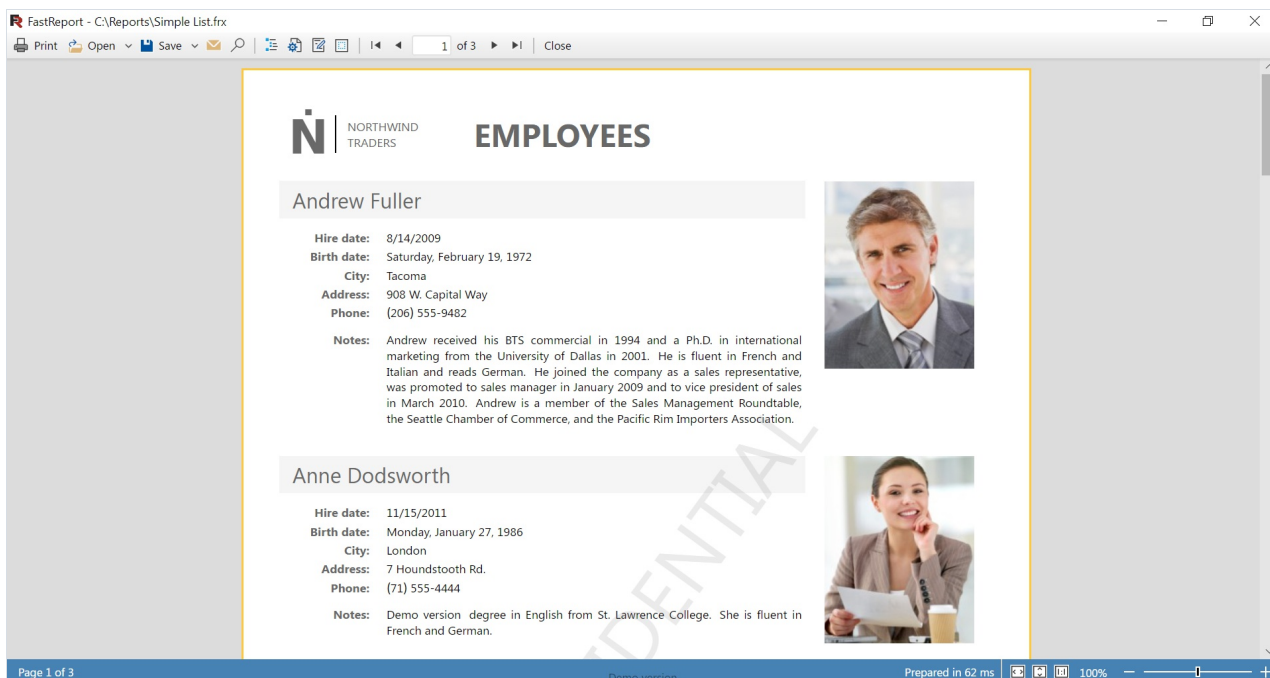 FastReport - C:\Reports\Simple List.frx
Print Open Save 1 of 3 Close
N
NORTHWIND
TRADERS
EMPLOYEES
Andrew Fuller
Hire date: 8/14/2009
Birth date: Saturday, February 19, 1972
City: Tacoma
Address: 908 W. Capital Way
Phone: (206) 555-9482
Notes: Andrew received his BTS commercial in 1994 and a Ph.D. in international
marketing from the University of Dallas in 2001. He is fluent in French and
Italian and reads German. He joined the company as a sales representative,
was promoted to sales manager in January 2009 and to vice president of sales
in March 2010. Andrew is a member of the Sales Management Roundtable,
the Seattle Chamber of Commerce, and the Pacific Rim Importers Association.
Anne Dodsworth
Hire date: 11/15/2011
Birth date: Monday, January 27, 1986
City: London
Address: 7 Houndstooth Rd.
Phone: (71) 555-4444
Notes: Demo version degree in English from St. Lawrence College. She is fluent in
French and German.
IDENTIAL
Page 1 of 3
Demo version
Prepared in 62 ms 1:1 100%